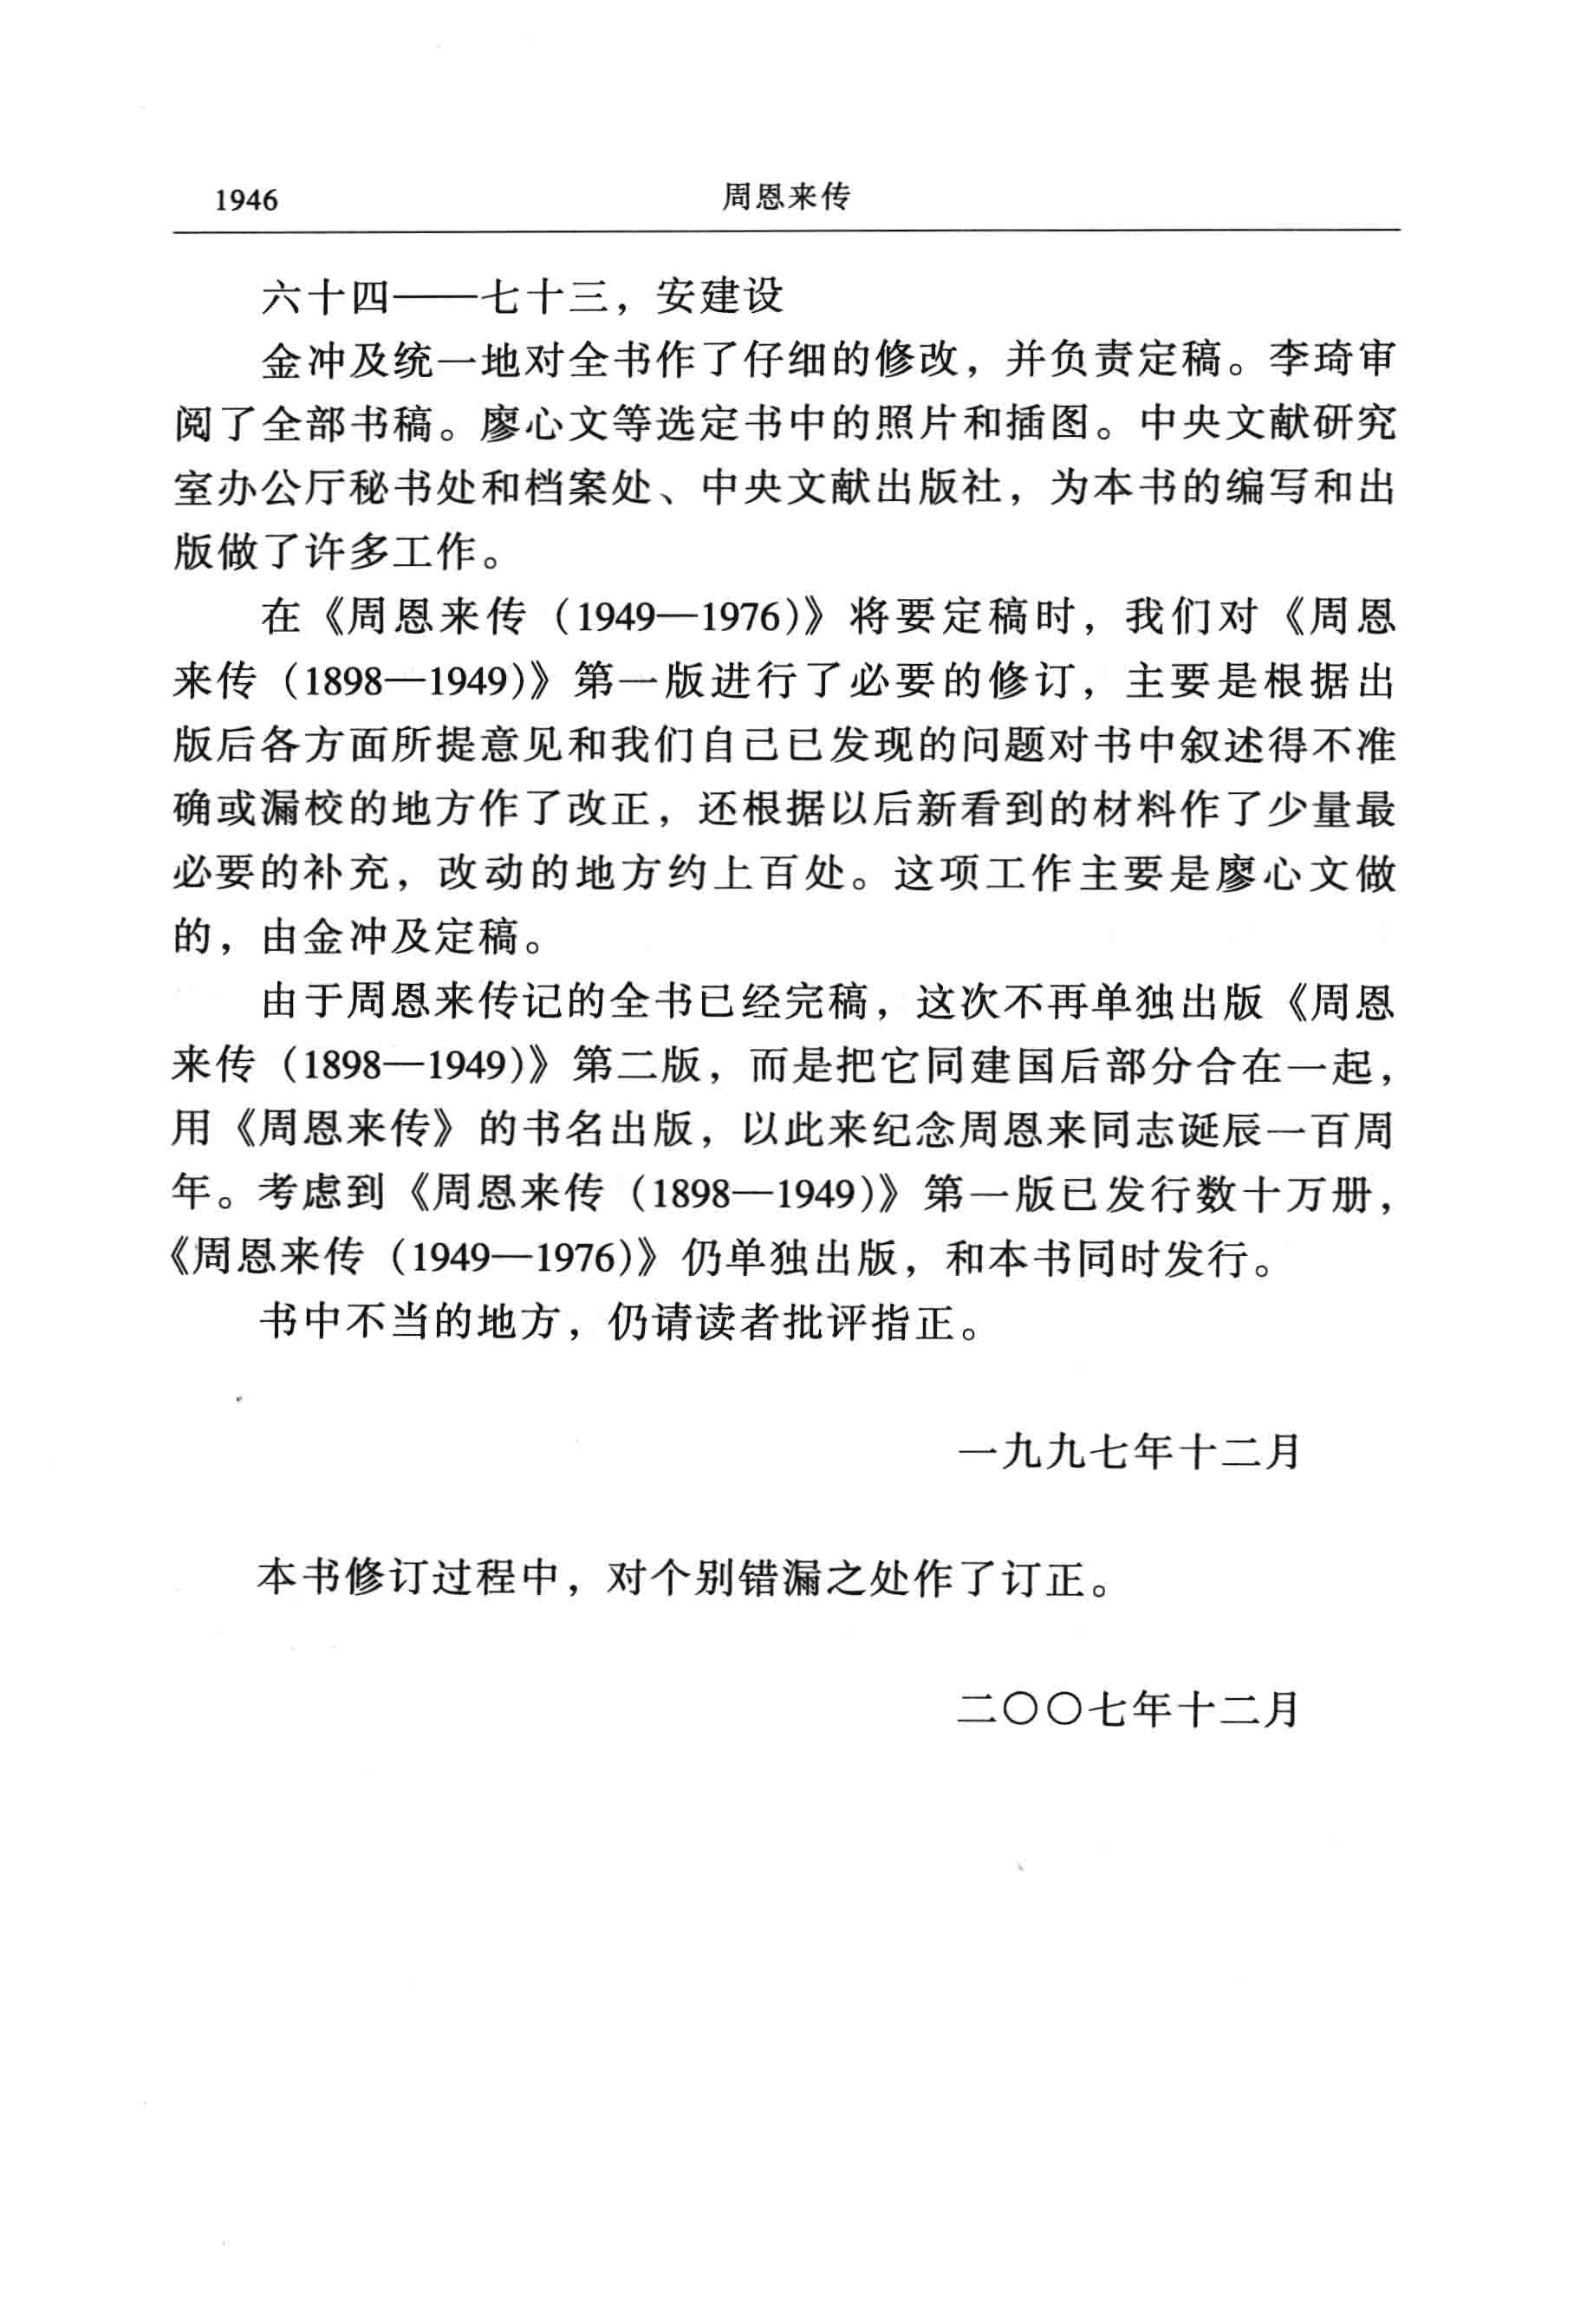 1946
周恩来传
六十四——七十三，安建设
金冲及统一地对全书作了仔细的修改，并负责定稿。李琦审
阅了全部书稿。廖心文等选定书中的照片和插图。中央文献研究
室办公厅秘书处和档案处、中央文献出版社，为本书的编写和出
版做了许多工作。
在《周恩来传（1949—1976)》将要定稿时，我们对《周恩
来传（1898—1949)》第一版进行了必要的修订，主要是根据出
版后各方面所提意见和我们自己已发现的问题对书中叙述得不准
确或漏校的地方作了改正，还根据以后新看到的材料作了少量最
必要的补充，改动的地方约上百处。这项工作主要是廖心文做
的，由金冲及定稿。
由于周恩来传记的全书已经完稿，这次不再单独出版《周恩
来传（1898—1949)》第二版，而是把它同建国后部分合在一起，
用《周恩来传》的书名出版，以此来纪念周恩来同志诞辰一百周
年。考虑到《周恩来传（1898—1949)》第一版已发行数十万册，
《周恩来传（1949—1976)》仍单独出版，和本书同时发行。
书中不当的地方，仍请读者批评指正。
一九九七年十二月
本书修订过程中，对个别错漏之处作了订正。
二〇〇七年十二月